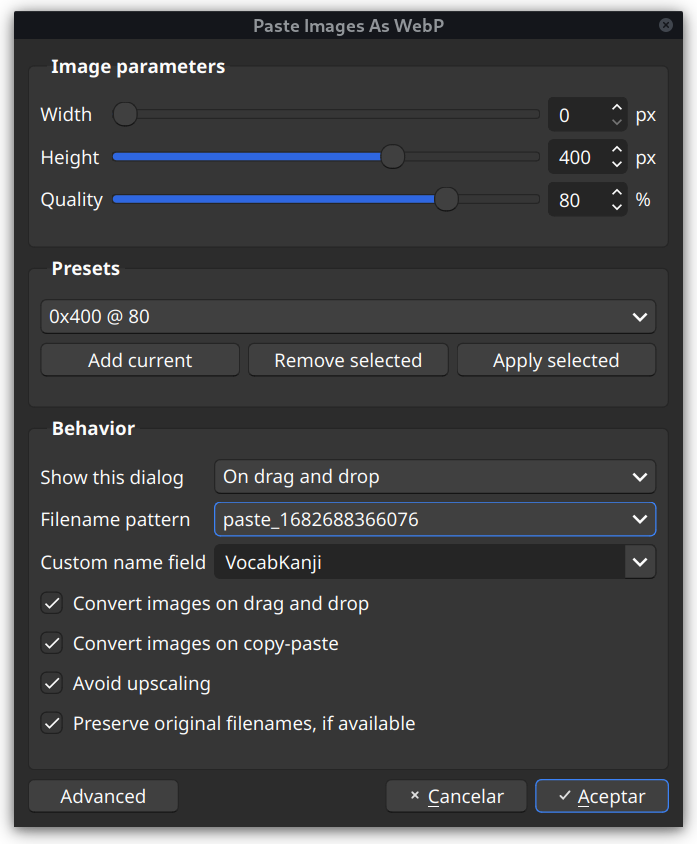 Paste Images As WebP
Image parameters
Width 0 px
Height 400 px
Quality 80 %
Presets
0x400 @ 80
Add current Remove selected Apply selected
Behavior
Show this dialog On drag and drop
Filename pattern paste_1682688366076
Custom name field VocabKanji
Convert images on drag and drop
Convert images on copy-paste
Avoid upscaling
Preserve original filenames, if available
Advanced Cancelar Aceptar